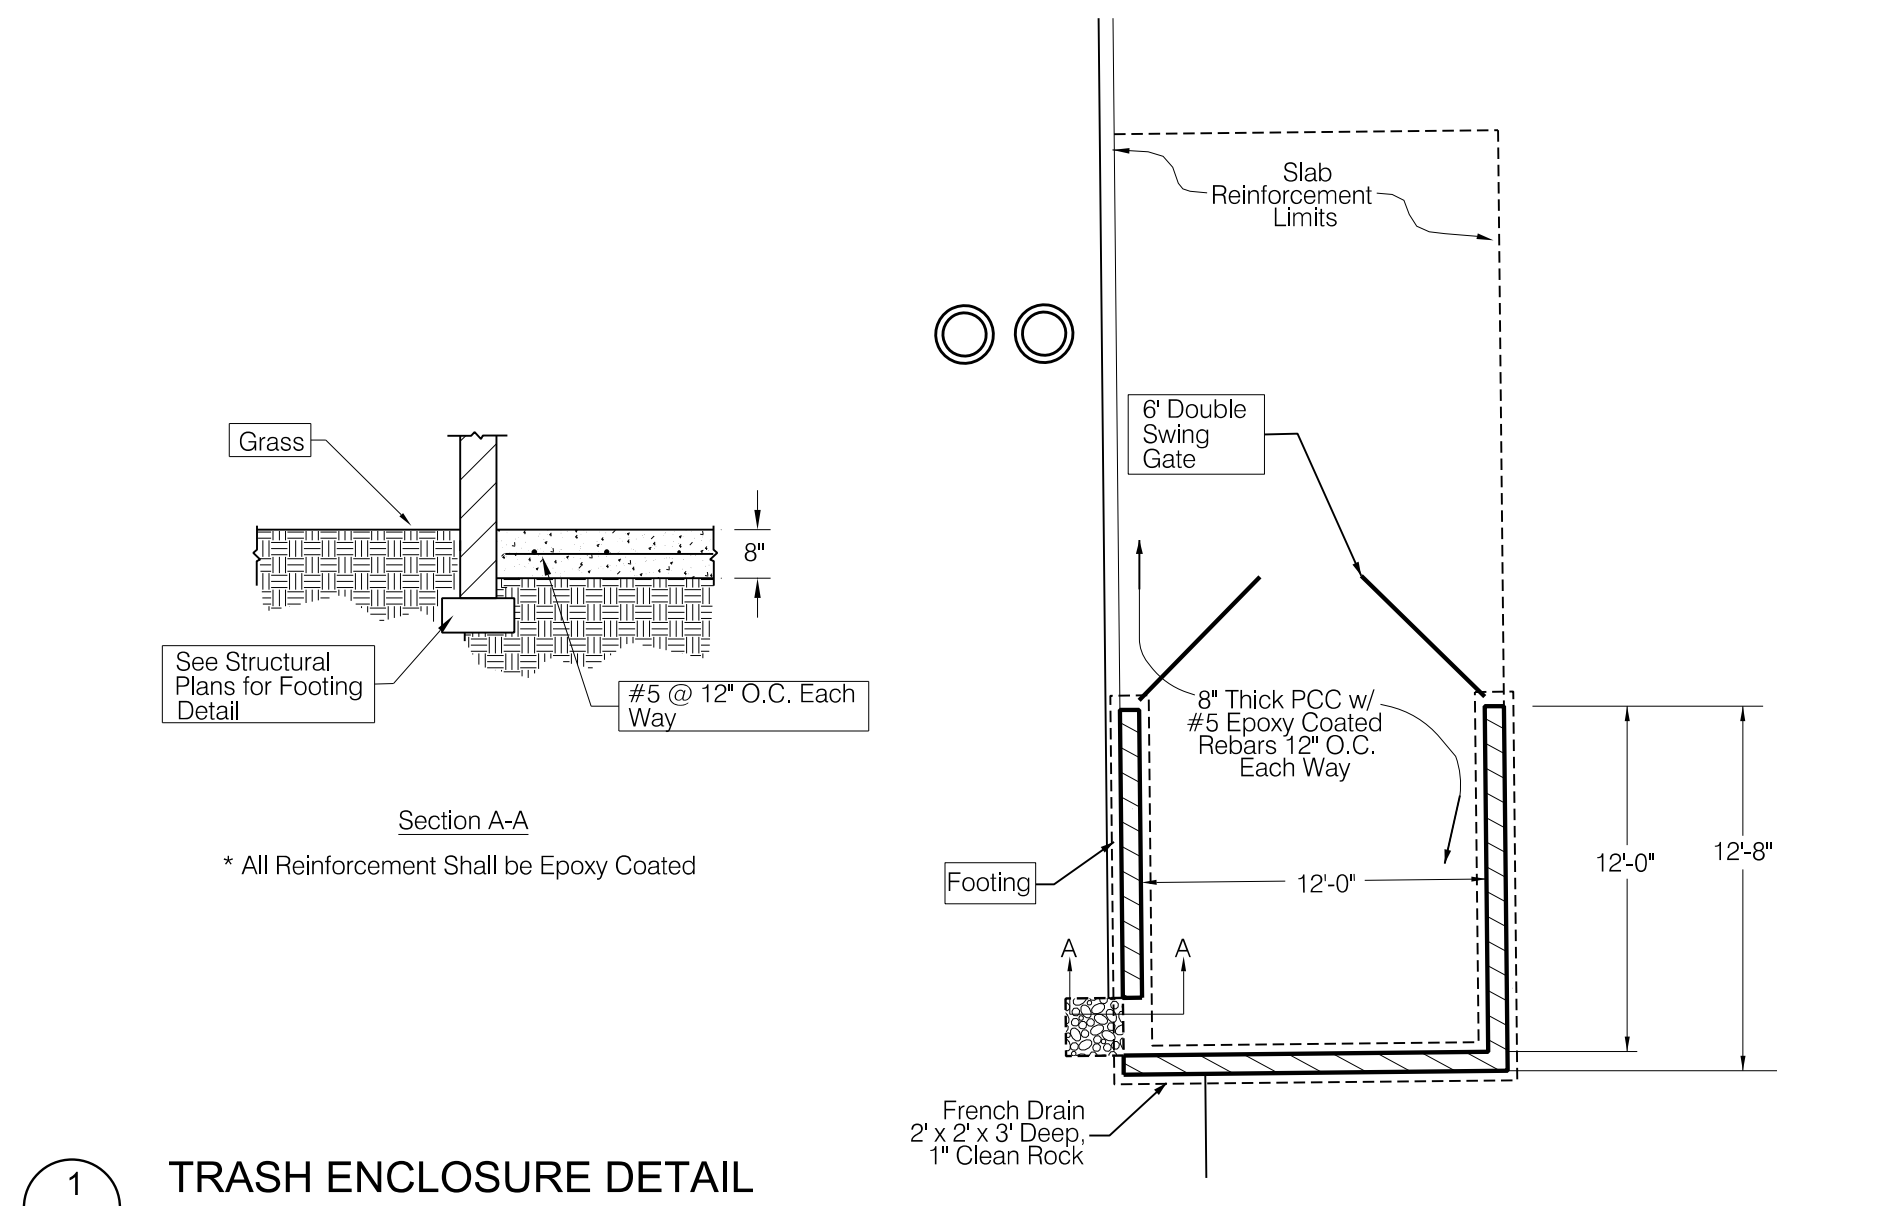 Slab
Reinforcement
Limits
6' Double
Swing
Gate
Grass
8"
See Structural
Plans for Footing
Detail
#5 @ 12" O.C. Each
Way
8" Thick PCC w/
#5 Epoxy Coated
Rebars 12" O.C.
Each Way
Section A-A
* All Reinforcement Shall be Epoxy Coated
Footing
12'-0"
12'-0"
12'-8"
A
A
French Drain
2' x 2' x 3' Deep,
1" Clean Rock
1
TRASH ENCLOSURE DETAIL